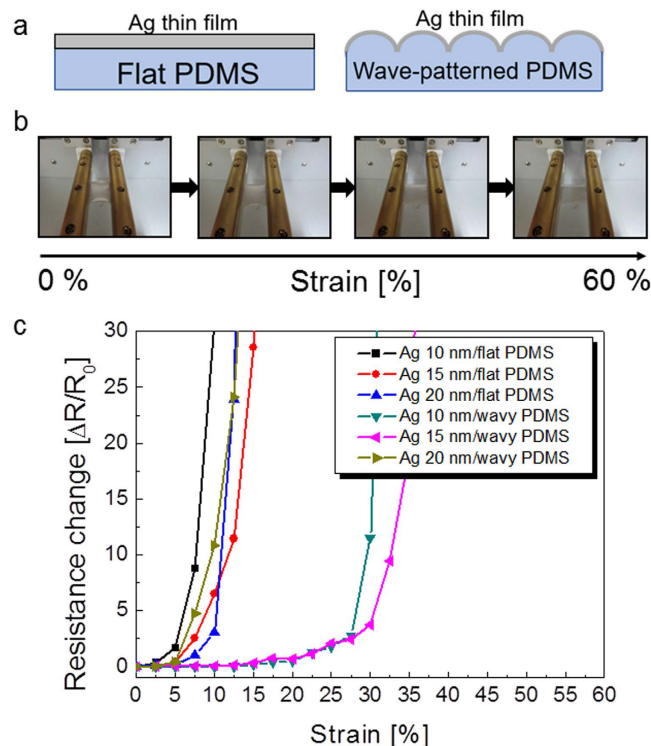 a
Ag thin film
Ag thin film
Flat PDMS
Wave-patterned PDMS
b
0 %
Strain [%]
60 %
c
Resistance change [ΔR/R0]
30
25
20
15
10
5
0
Ag 10 nm/flat PDMS
Ag 15 nm/flat PDMS
Ag 20 nm/flat PDMS
Ag 10 nm/wavy PDMS
Ag 15 nm/wavy PDMS
Ag 20 nm/wavy PDMS
0 5 10 15 20 25 30 35 40 45 50 55 60
Strain [%]